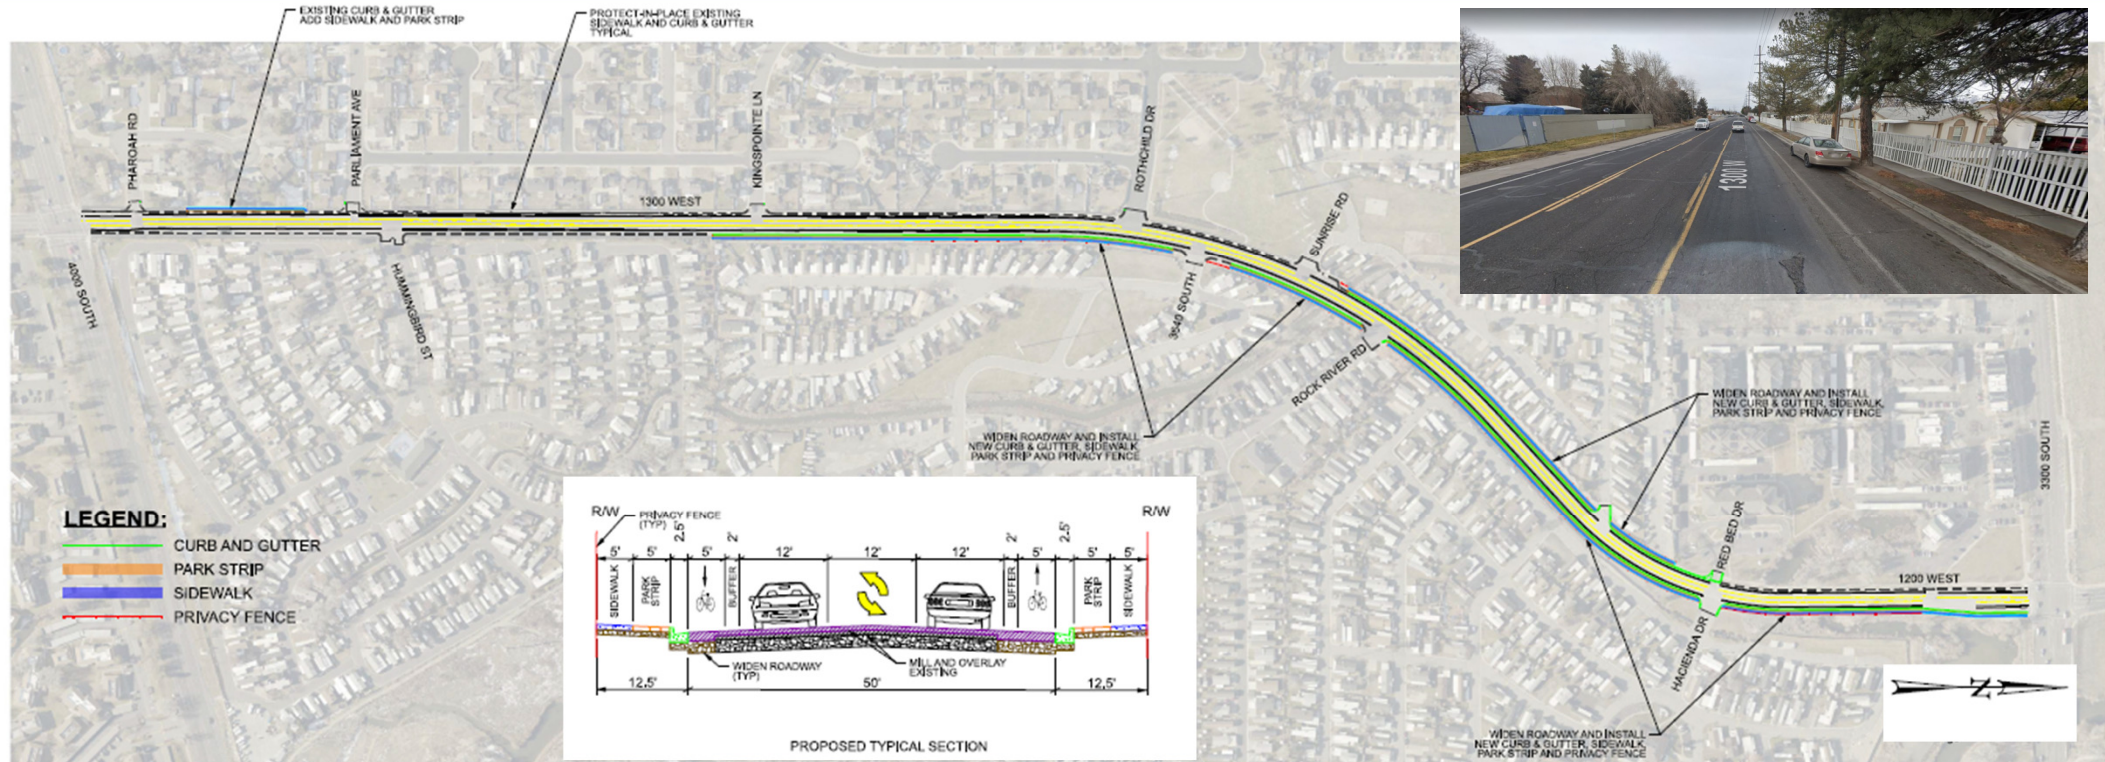 EXISTING CURB & GUTTER
ADD SIDEWALK AND PARK STRIP
PROTECT-IN-PLACE EXISTING
SIDEWALK AND CURB & GUTTER
TYPICAL
PHAROAH RD
PARLIAMENT AVE
KINGSPOINTE LN
ROTHCHILD DR
SUNRISE RD
1300 WEST
1300 W
4000 SOUTH
HUMMINGBIRD ST
3640 SOUTH
ROCK RIVER RD
WIDEN ROADWAY AND INSTALL
NEW CURB & GUTTER, SIDEWALK,
PARK STRIP AND PRIVACY FENCE
WIDEN ROADWAY AND INSTALL
NEW CURB & GUTTER, SIDEWALK,
PARK STRIP AND PRIVACY FENCE
3300 SOUTH
RED BED DR
1200 WEST
HACIENDA DR
WIDEN ROADWAY AND INSTALL
NEW CURB & GUTTER, SIDEWALK,
PARK STRIP AND PRIVACY FENCE
N
LEGEND:
CURB AND GUTTER
PARK STRIP
SIDEWALK
PRIVACY FENCE
R/W
PRIVACY FENCE
(TYP)
R/W
5' 5' 2.5' 5' 2' 12' 12' 12' 2' 5' 2.5' 5' 5'
SIDEWALK
PARK
STRIP
BUFFER
BUFFER
PARK
STRIP
SIDEWALK
WIDEN ROADWAY
(TYP)
MILL AND OVERLAY
EXISTING
12.5' 50' 12.5'
PROPOSED TYPICAL SECTION